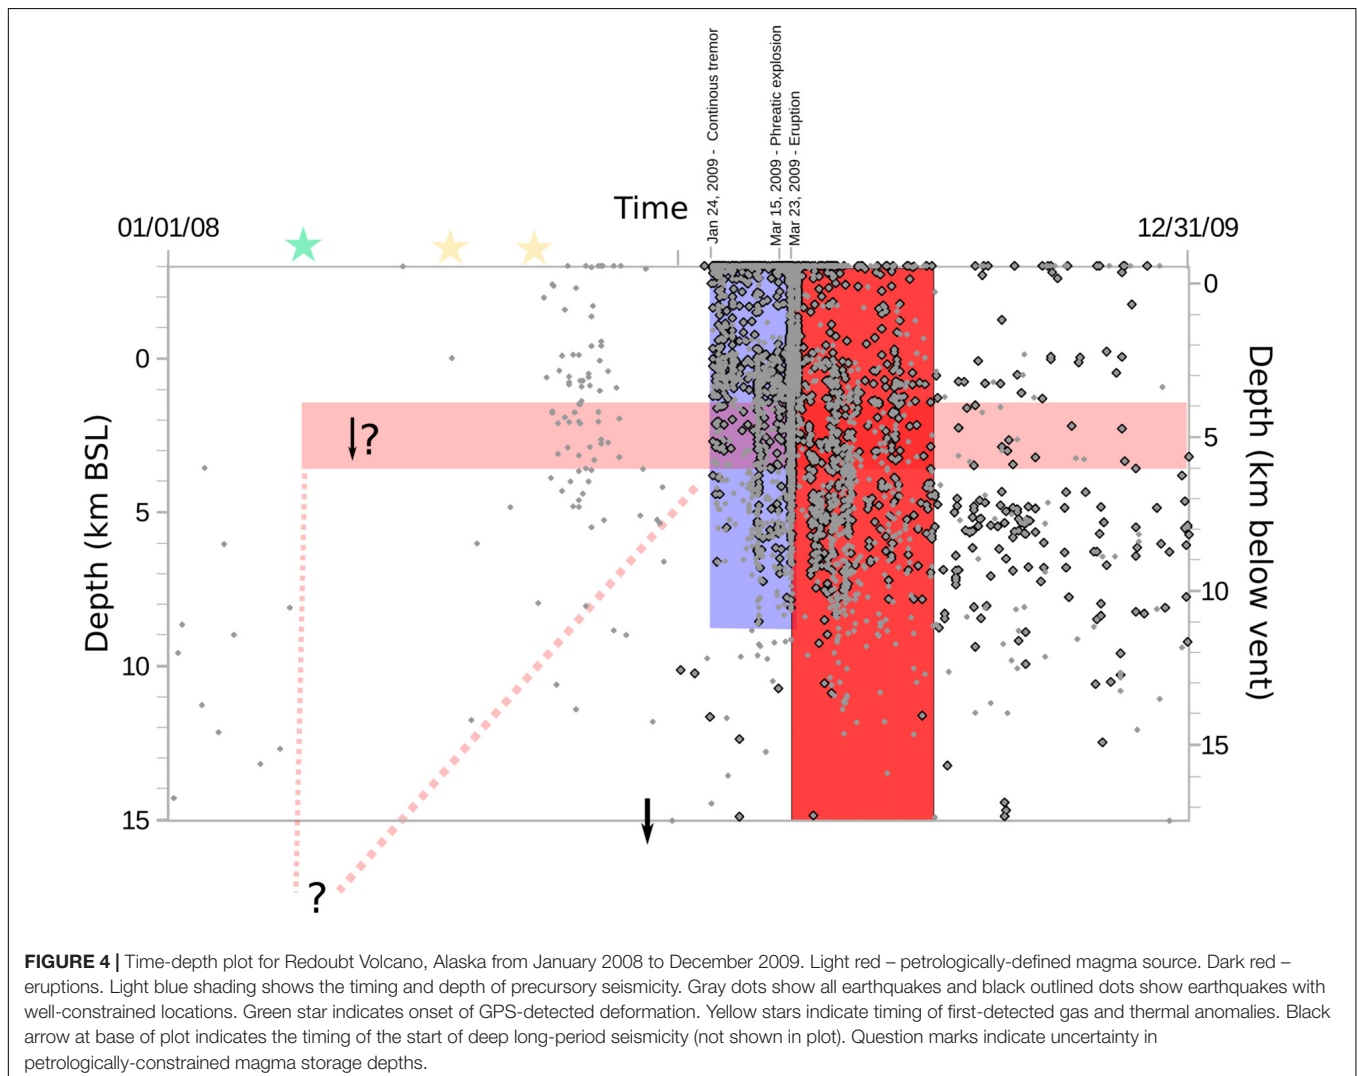 Jan 24, 2009 - Continous tremor
Mar 15, 2009 - Phreatic explosion
Mar 23, 2009 - Eruption
Time
01/01/08
12/31/09
0
5
10
15
Depth (km BSL)
0
5
10
15
Depth (km below vent)
?
?
FIGURE 4 | Time-depth plot for Redoubt Volcano, Alaska from January 2008 to December 2009. Light red – petrologically-defined magma source. Dark red –
eruptions. Light blue shading shows the timing and depth of precursory seismicity. Gray dots show all earthquakes and black outlined dots show earthquakes with
well-constrained locations. Green star indicates onset of GPS-detected deformation. Yellow stars indicate timing of first-detected gas and thermal anomalies. Black
arrow at base of plot indicates the timing of the start of deep long-period seismicity (not shown in plot). Question marks indicate uncertainty in
petrologically-constrained magma storage depths.